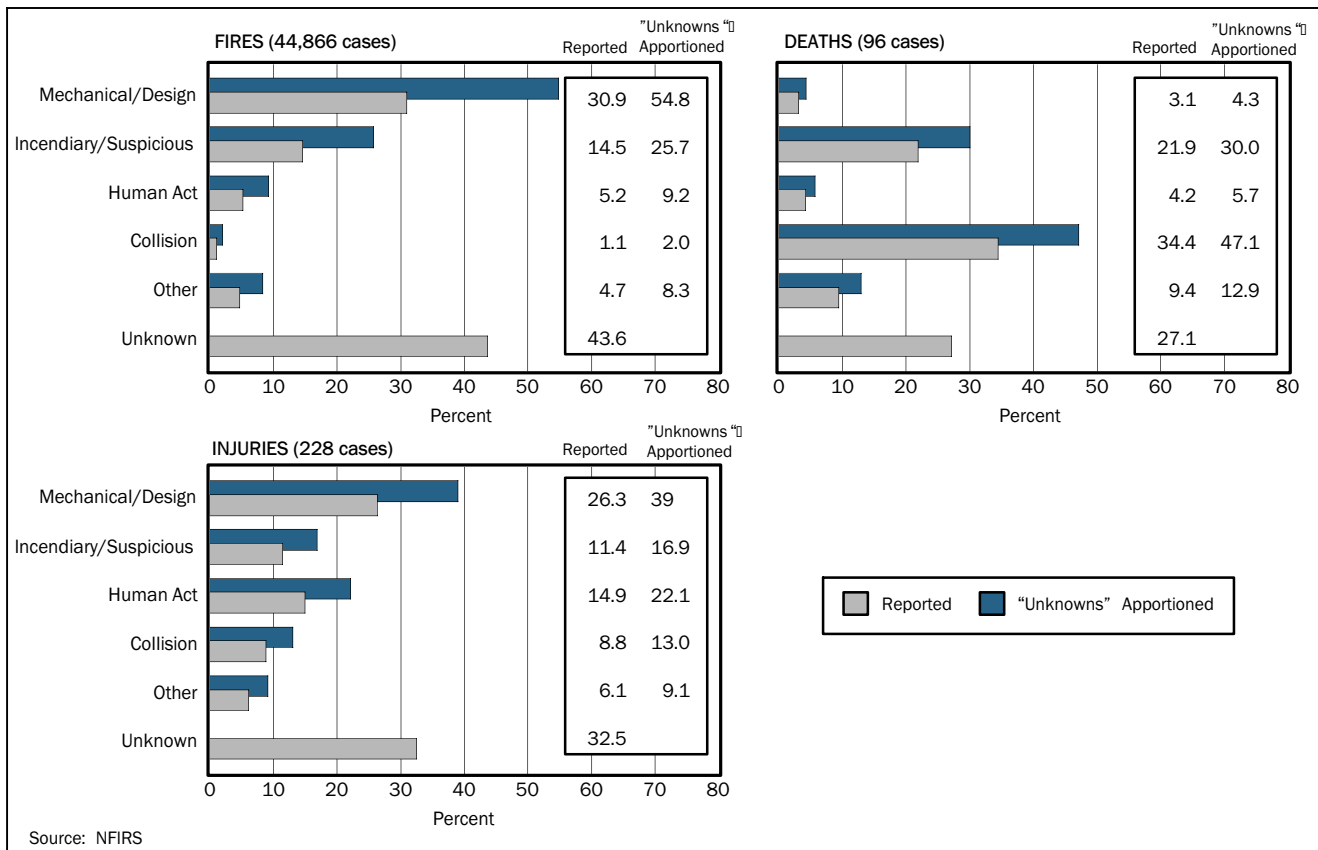 FIRES (44,866 cases) Reported ”Unknowns “▯ Apportioned
Mechanical/Design 30.9 54.8
Incendiary/Suspicious 14.5 25.7
Human Act 5.2 9.2
Collision 1.1 2.0
Other 4.7 8.3
Unknown 43.6
0 10 20 30 40 50 60 70 80
Percent
DEATHS (96 cases) Reported ”Unknowns “▯ Apportioned
3.1 4.3
21.9 30.0
4.2 5.7
34.4 47.1
9.4 12.9
27.1
0 10 20 30 40 50 60 70 80
Percent
INJURIES (228 cases) Reported ”Unknowns “▯ Apportioned
Mechanical/Design 26.3 39
Incendiary/Suspicious 11.4 16.9
Human Act 14.9 22.1
Collision 8.8 13.0
Other 6.1 9.1
Unknown 32.5
0 10 20 30 40 50 60 70 80
Percent
Reported “Unknowns” Apportioned
Source: NFIRS